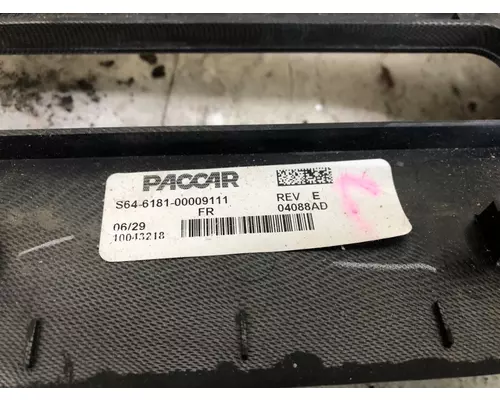 PACCAR
S64-6181-00009111 REV E
FR 04088AD
06/29
10043218